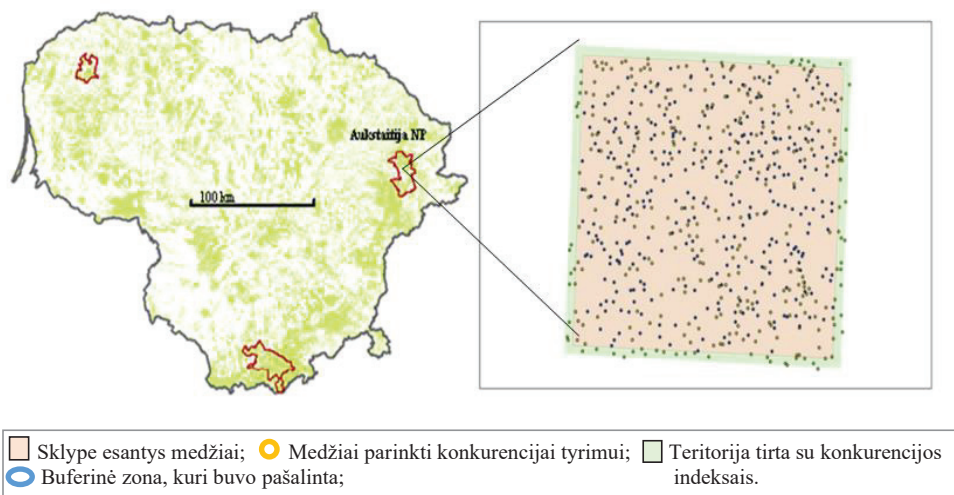 Aukstaitija NP
100 km
Sklype esantys medžiai; Medžiai parinkti konkurencijai tyrimui; Teritorija tirta su konkurencijos
Buferinė zona, kuri buvo pašalinta; indeksais.